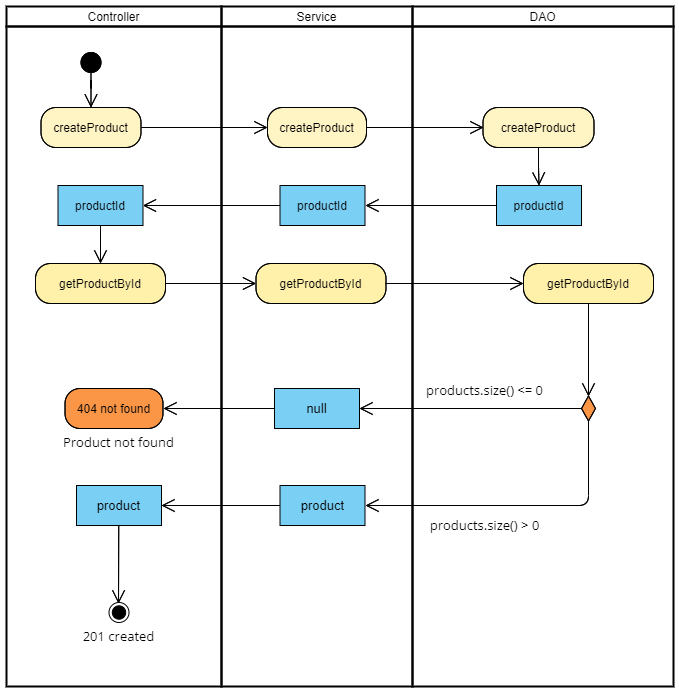 Controller
Service
DAO
createProduct
createProduct
createProduct
productId
productId
productId
getProductById
getProductById
getProductById
products.size() <= 0
404 not found
null
Product not found
product
product
products.size() > 0
201 created